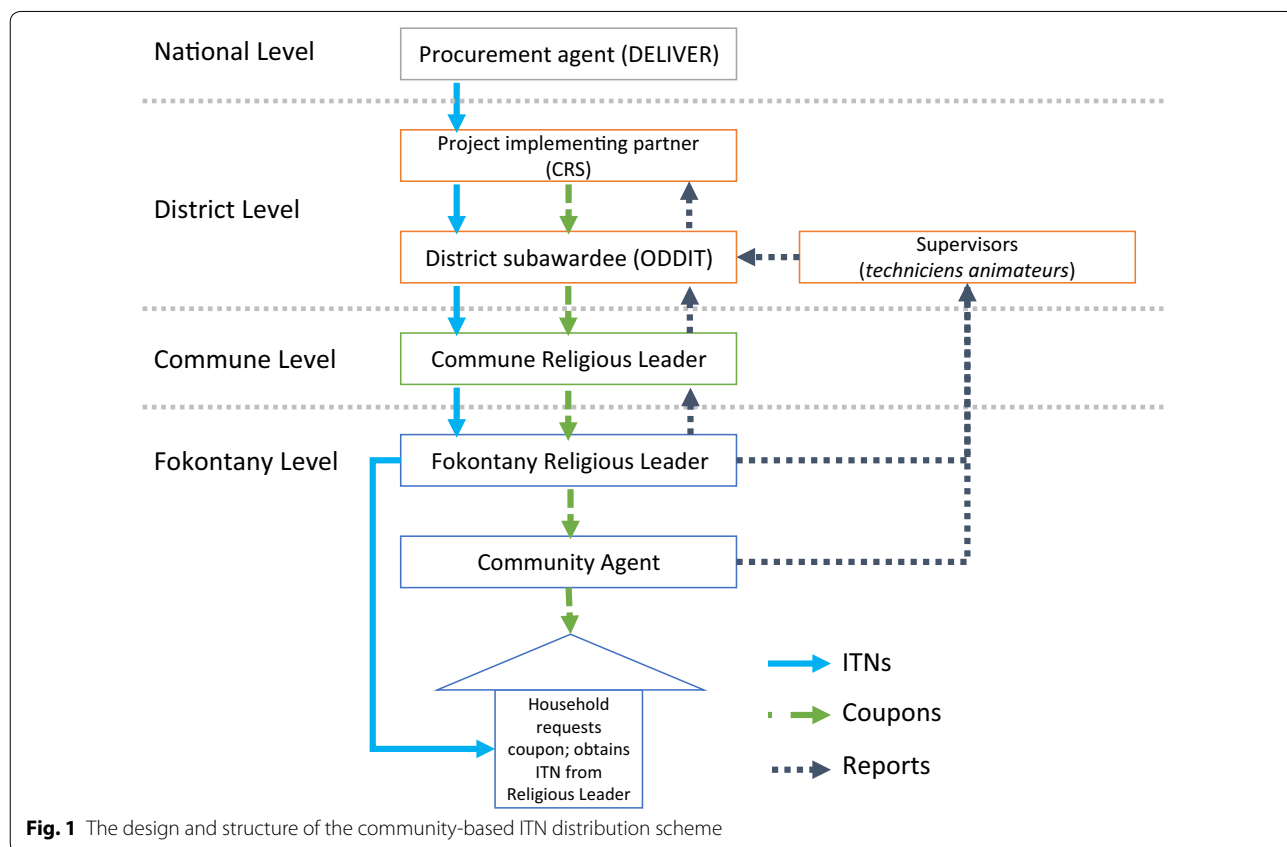 National Level
Procurement agent (DELIVER)
Project implementing partner
(CRS)
District Level
District subawardee (ODDIT)
Supervisors
(techniciens animateurs)
Commune Level
Commune Religious Leader
Fokontany Level
Fokontany Religious Leader
Community Agent
Household
requests
coupon; obtains
ITN from
Religious Leader
ITNs
Coupons
Reports
Fig. 1 The design and structure of the community-based ITN distribution scheme